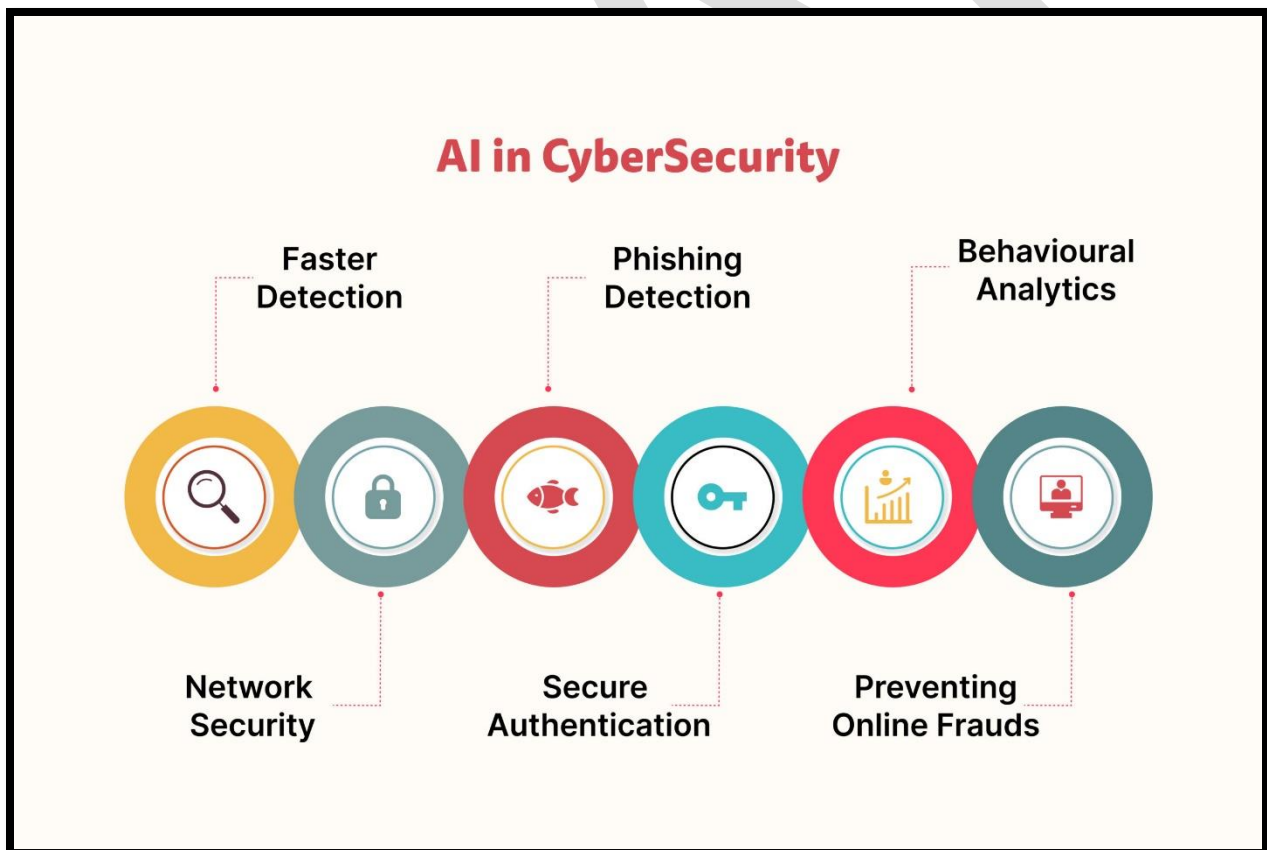 AI in CyberSecurity
Faster
Detection
Phishing
Detection
Behavioural
Analytics
Network
Security
Secure
Authentication
Preventing
Online Frauds